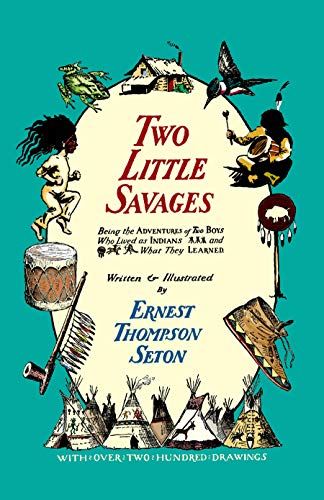 TWO
LITTLE
SAVAGES
Being the ADVENTURES of Two BOYS
Who Lived as INDIANS and
What They LEARNED
Written & Illustrated
By
ERNEST
THOMPSON
SETON
WITH OVER TWO HUNDRED DRAWINGS